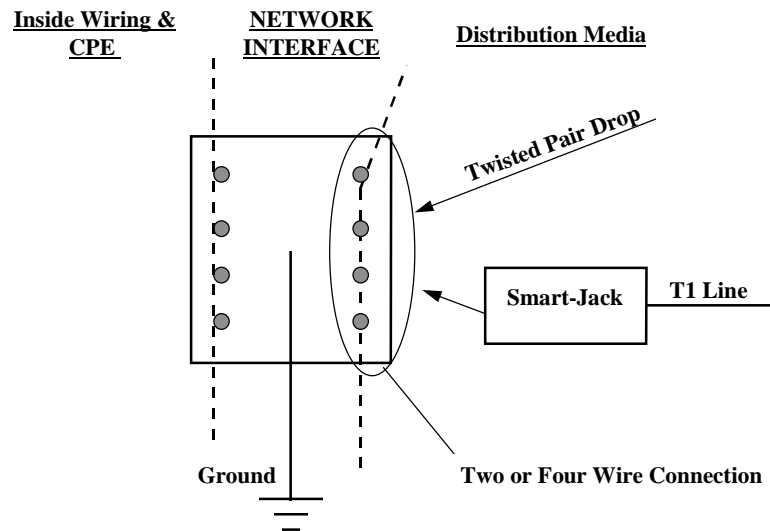 Inside Wiring &
CPE
NETWORK
INTERFACE
Distribution Media
Twisted Pair Drop
Smart-Jack
T1 Line
Ground
Two or Four Wire Connection